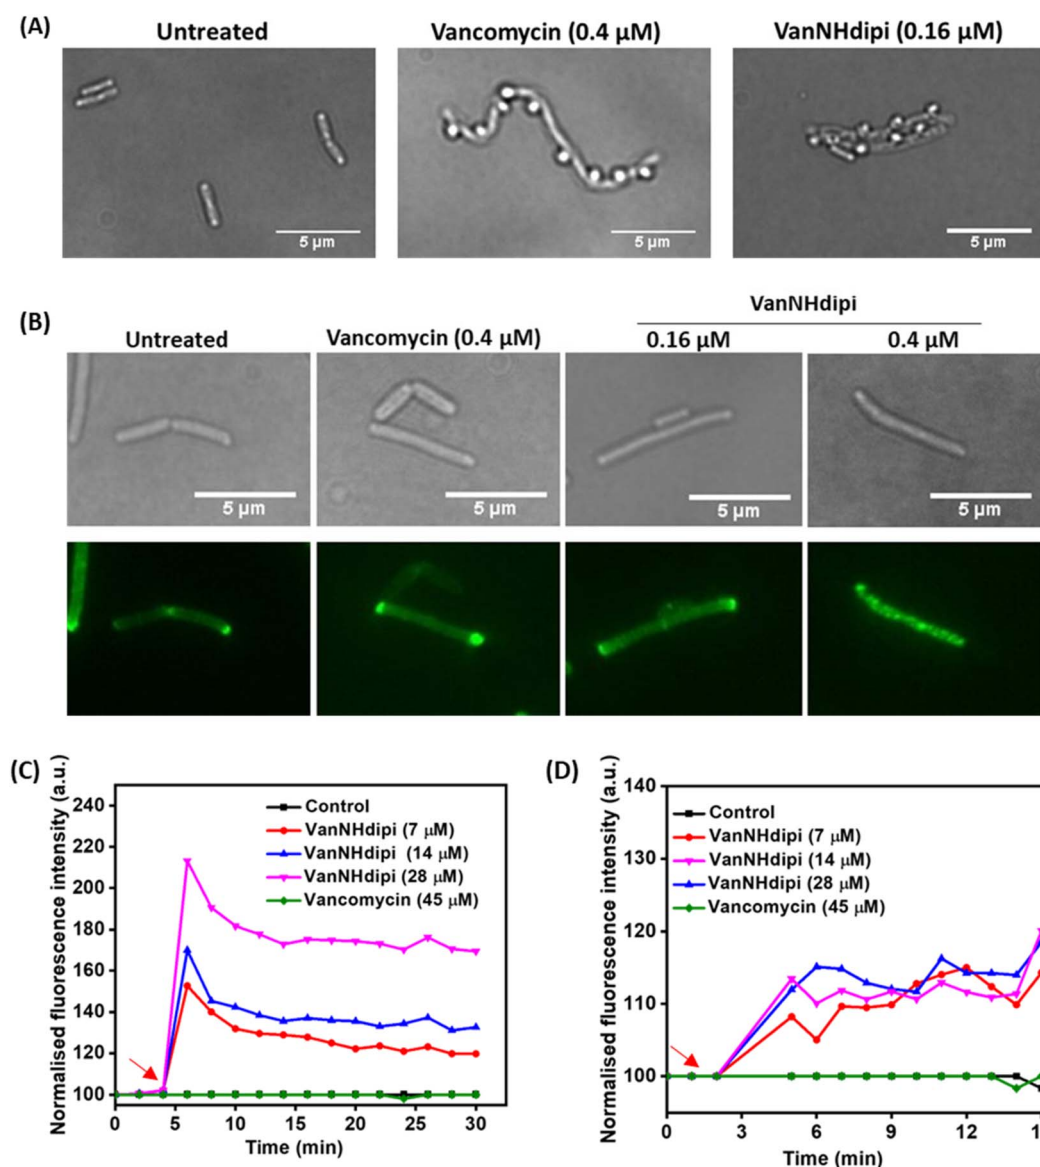 (A)
Untreated
Vancomycin (0.4 μM)
VanNHdipi (0.16 μM)
5 μm
5 μm
5 μm
(B)
VanNHdipi
Untreated
Vancomycin (0.4 μM)
0.16 μM
0.4 μM
5 μm
5 μm
5 μm
5 μm
(C)
Normalised fluorescence intensity (a.u.)
240
220
200
180
160
140
120
100
Control
VanNHdipi (7 μM)
VanNHdipi (14 μM)
VanNHdipi (28 μM)
Vancomycin (45 μM)
0 5 10 15 20 25 30
Time (min)
(D)
Normalised fluorescence intensity (a.u.)
140
130
120
110
100
Control
VanNHdipi (7 μM)
VanNHdipi (14 μM)
VanNHdipi (28 μM)
Vancomycin (45 μM)
0 3 6 9 12
Time (min)